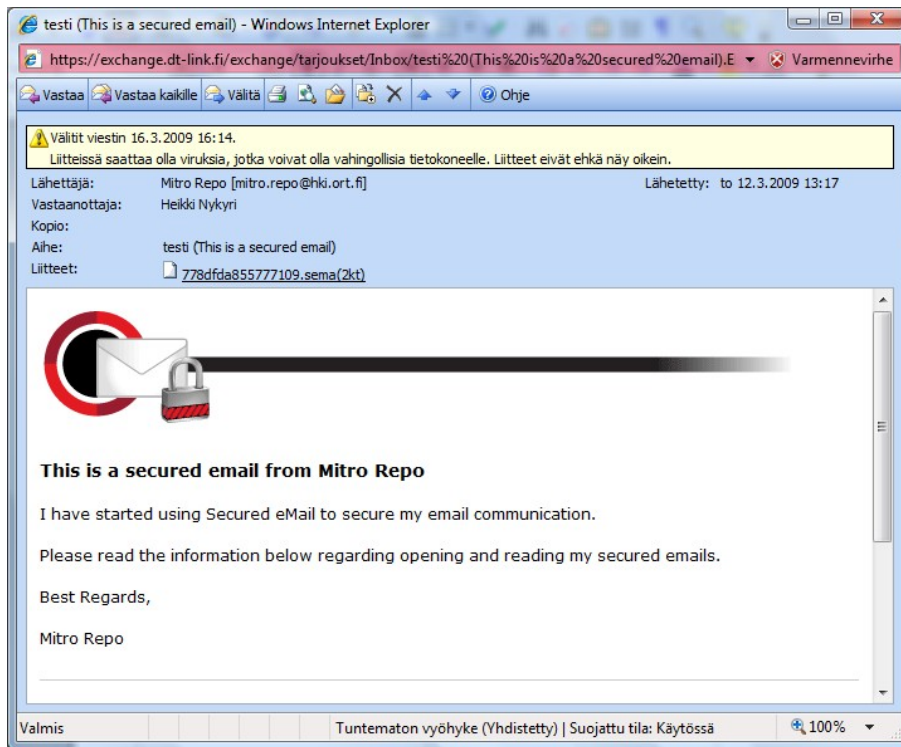 testi (This is a secured email) - Windows Internet Explorer
https://exchange.dt-link.fi/exchange/tarjoukset/Inbox/testi%20(This%20is%20a%20secured%20email).E Varmennevirhe
Vastaa Vastaa kaikille Välitä Ohje
Välitit viestin 16.3.2009 16:14.
Liitteissä saattaa olla viruksia, jotka voivat olla vahingollisia tietokoneelle. Liitteet eivät ehkä näy oikein.
Lähettäjä: Mitro Repo [mitro.repo@hki.ort.fi] Lähetetty: to 12.3.2009 13:17
Vastaanottaja: Heikki Nykyri
Kopio:
Aihe: testi (This is a secured email)
Liitteet: 778dfda855777109.sema(2kt)
This is a secured email from Mitro Repo
I have started using Secured eMail to secure my email communication.
Please read the information below regarding opening and reading my secured emails.
Best Regards,
Mitro Repo
Valmis Tuntematon vyöhyke (Yhdistetty) | Suojattu tila: Käytössä 100%